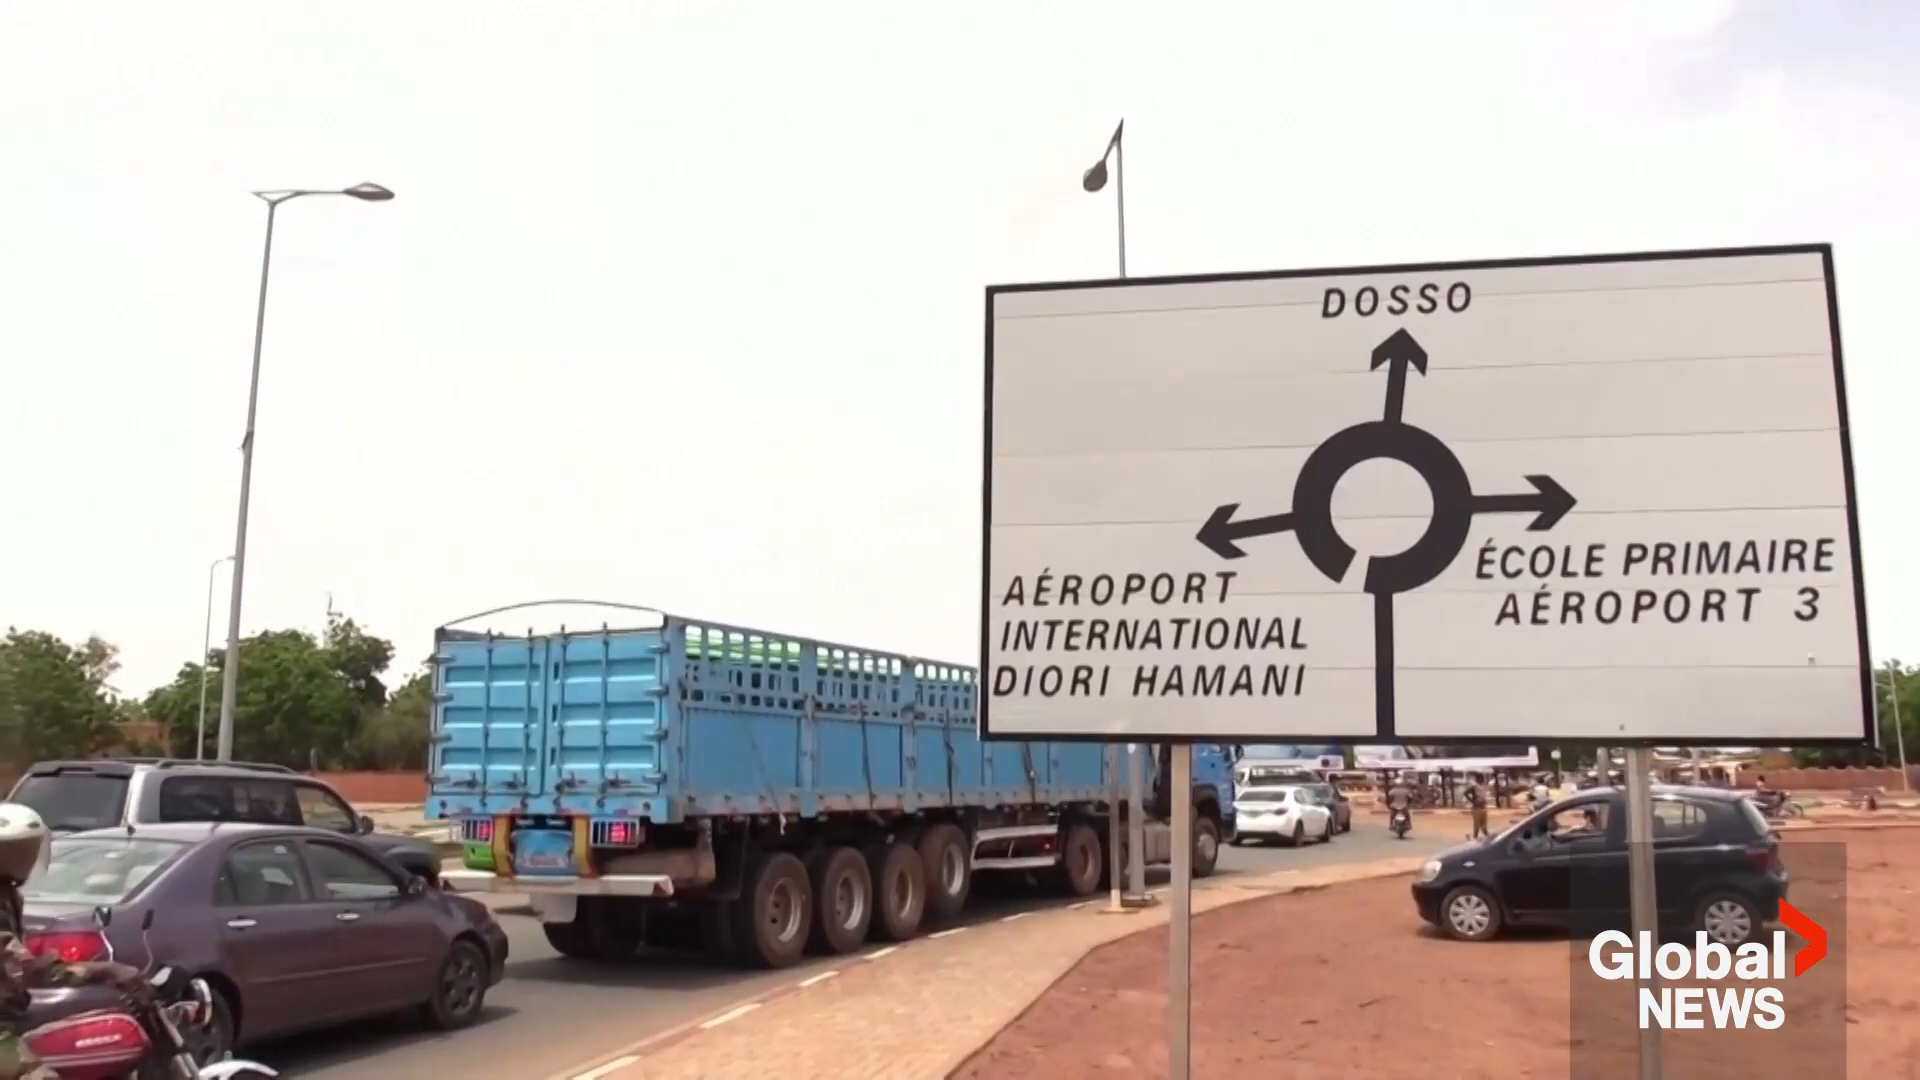 DOSSO
AÉROPORT
INTERNATIONAL
DIORI HAMANI
ÉCOLE PRIMAIRE
AÉROPORT 3
Global
NEWS